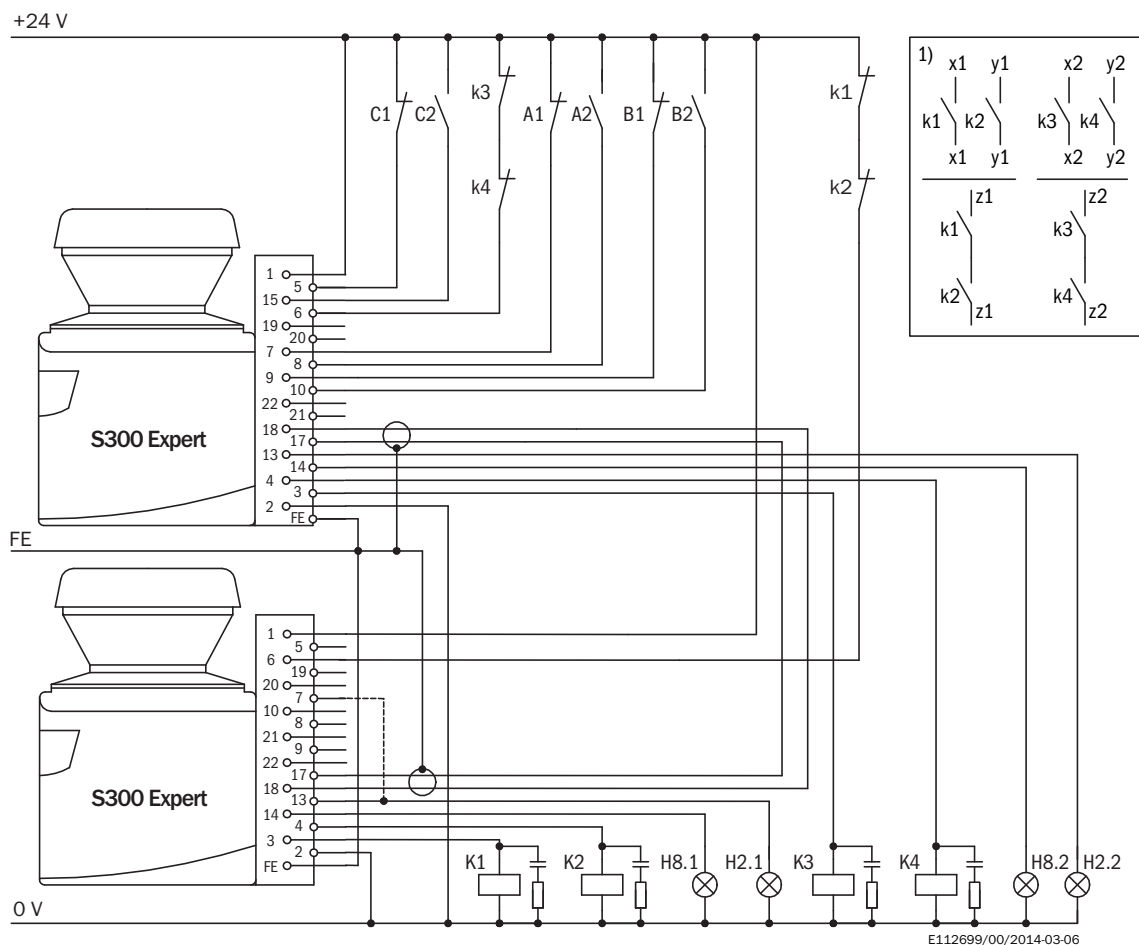 +24 V
1) x1 y1 x2 y2
k3 k1
C1 C2 A1 A2 B1 B2
k1 k2 k3 k4
x1 y1 x2 y2
k4 k2
z1 z2
k1 k3
k2 k4
z1 z2
1
5
15
6
19
20
7
8
9
10
22
21
18
17
13
14
4
3
2
FE
S300 Expert
FE
1
5
6
19
20
7
10
8
21
9
22
17
18
13
14
4
3
2
FE
S300 Expert
K1 K2 H8.1 H2.1 K3 K4 H8.2 H2.2
0 V
E112699/00/2014-03-06